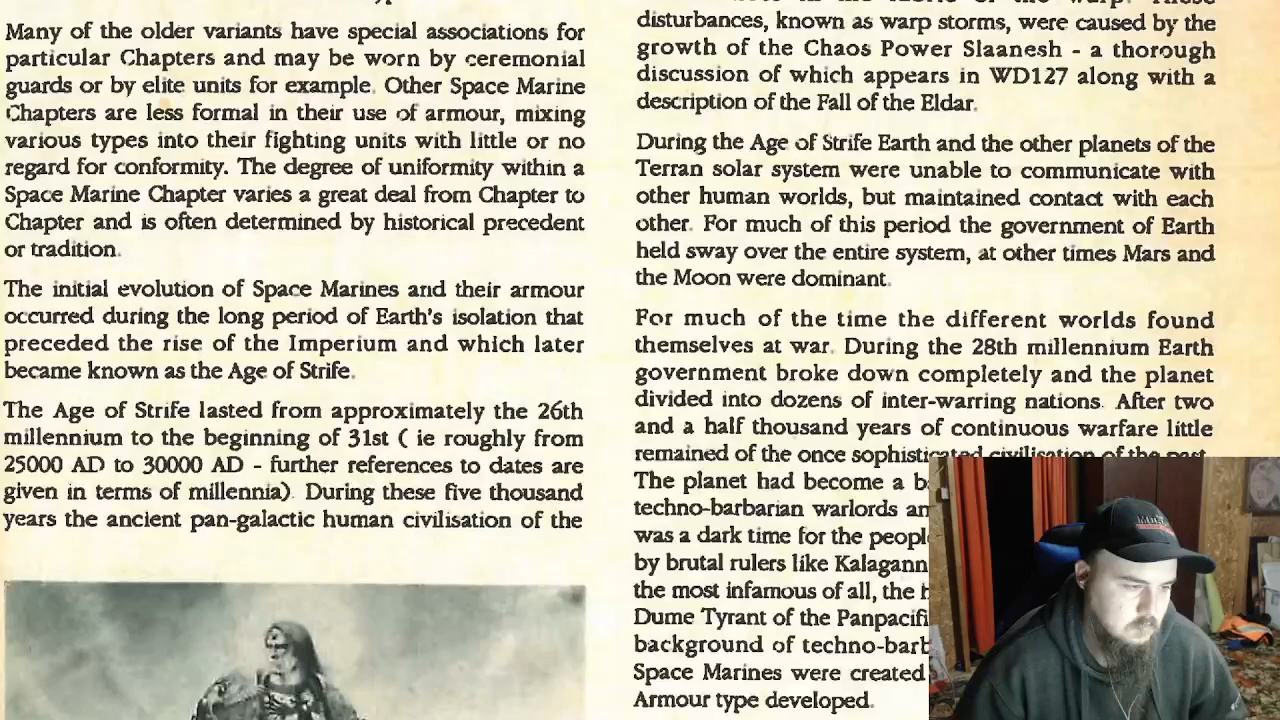 Many of the older variants have special associations for
particular Chapters and may be worn by ceremonial
guards or by elite units for example. Other Space Marine
Chapters are less formal in their use of armour, mixing
various types into their fighting units with little or no
regard for conformity. The degree of uniformity within a
Space Marine Chapter varies a great deal from Chapter to
Chapter and is often determined by historical precedent
or tradition.
The initial evolution of Space Marines and their armour
occurred during the long period of Earth's isolation that
preceded the rise of the Imperium and which later
became known as the Age of Strife.
The Age of Strife lasted from approximately the 26th
millennium to the beginning of 31st ( ie roughly from
25000 AD to 30000 AD - further references to dates are
given in terms of millennia). During these five thousand
years the ancient pan-galactic human civilisation of the
disturbances, known as warp storms, were caused by the
growth of the Chaos Power Slaanesh - a thorough
discussion of which appears in WD127 along with a
description of the Fall of the Eldar.
During the Age of Strife Earth and the other planets of the
Terran solar system were unable to communicate with
other human worlds, but maintained contact with each
other. For much of this period the government of Earth
held sway over the entire system, at other times Mars and
the Moon were dominant.
For much of the time the different worlds found
themselves at war. During the 28th millennium Earth
government broke down completely and the planet
divided into dozens of inter-warring nations. After two
and a half thousand years of continuous warfare little
remained of the once sophisticated civilisation of the past.
The planet had become a
techno-barbarian warlords
was a dark time for the
by brutal rulers like
the most infamous of all, the
Dume Tyrant of the
background of
Space Marines were created
Armour type developed.